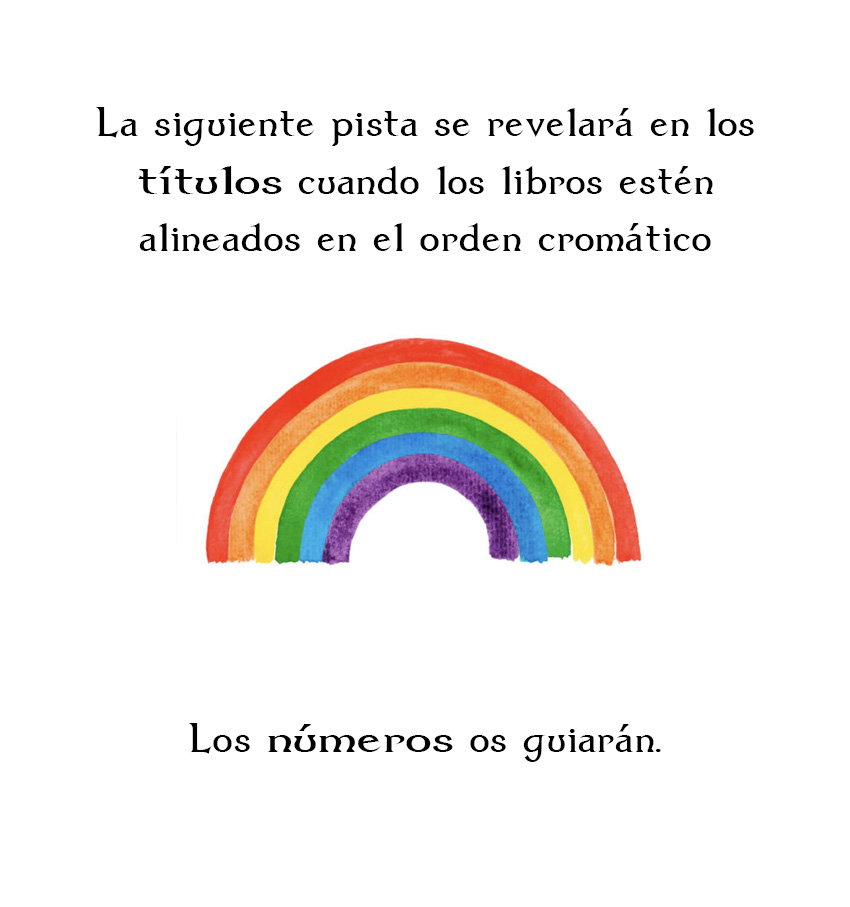 La siguiente pista se revelará en los
títulos cuando los libros estén
alineados en el orden cromático
Los números os guiarán.